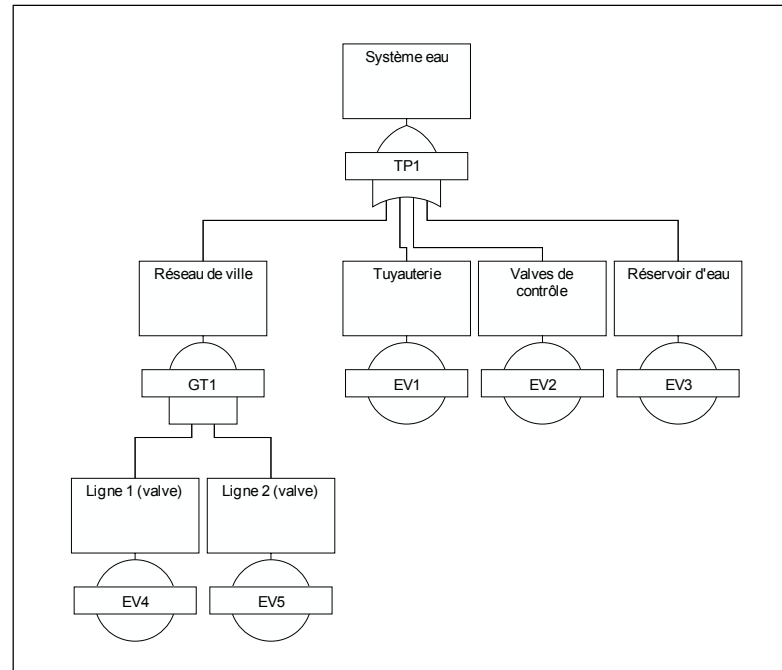 Système eau
TP1
Réseau de ville
Tuyauterie
Valves de
contrôle
Réservoir d'eau
GT1
EV1
EV2
EV3
Ligne 1 (valve)
Ligne 2 (valve)
EV4
EV5